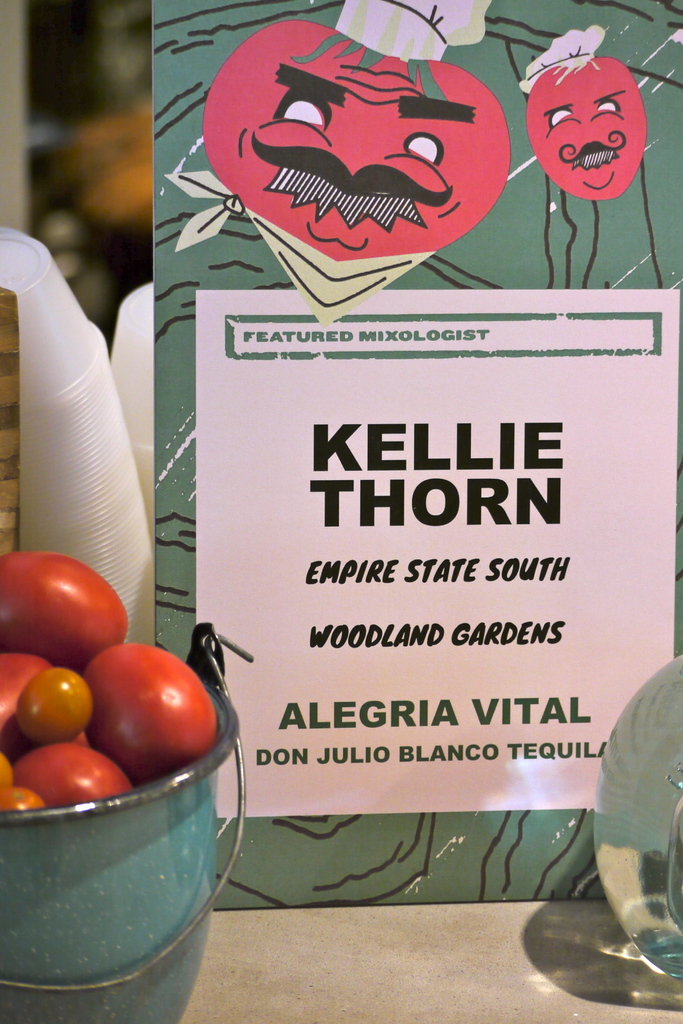 FEATURED MIXOLOGIST
KELLIE
THORN
EMPIRE STATE SOUTH
WOODLAND GARDENS
ALEGRIA VITAL
DON JULIO BLANCO TEQUILA